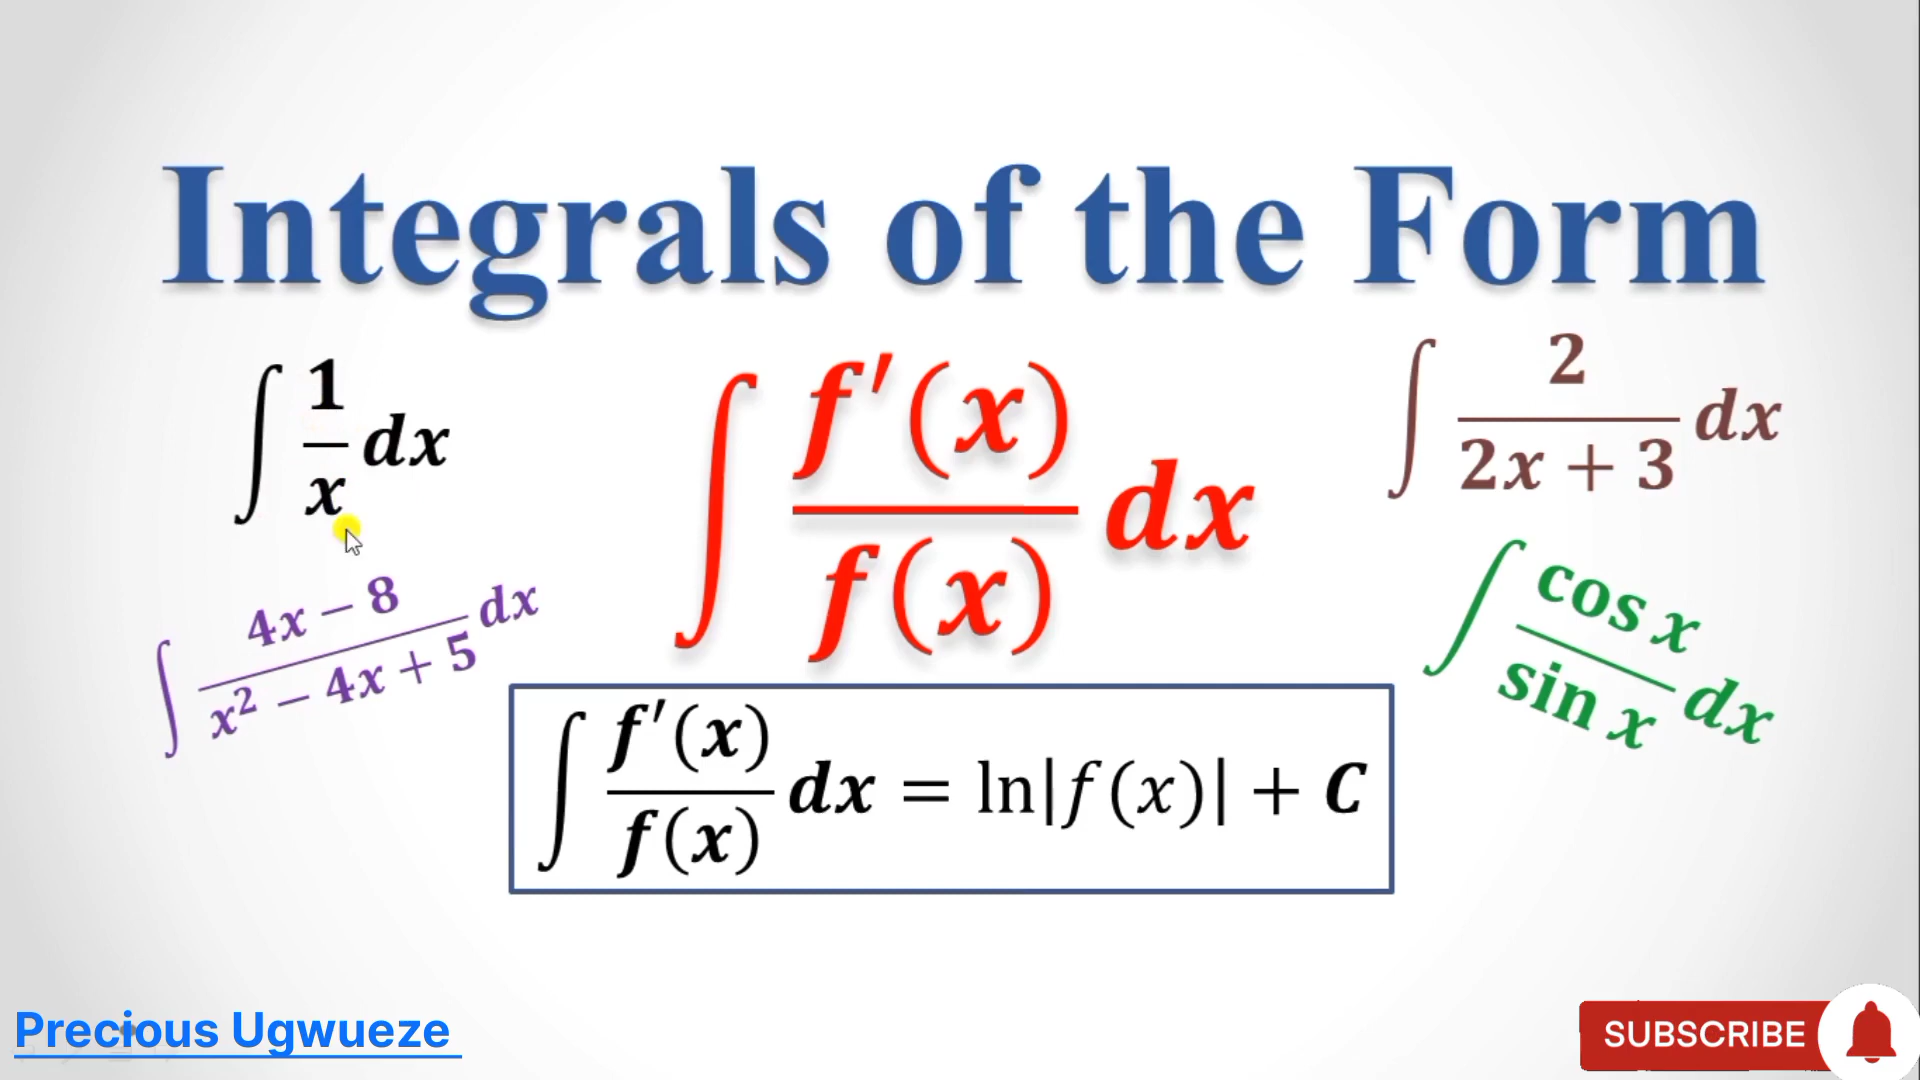 Integrals of the Form
∫ 1/x dx
∫ f′(x)/f(x) dx
∫ 2/(2x + 3) dx
∫ (4x − 8)/(x² − 4x + 5) dx
∫ cos x/sin x dx
∫ f′(x)/f(x) dx = ln|f(x)| + C
Precious Ugwueze
SUBSCRIBE